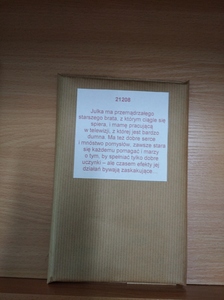 21298
Julka ma przemądrzałego
starszego brata, z którym ciągle się
spiera, i mamę pracującą
w telewizji, z której jest bardzo
dumna. Ma też dobre serce
i mnóstwo pomysłów, zawsze stara
się każdemu pomagać i marzy
o tym, by spełniać tylko dobre
uczynki – ale czasem efekty jej
działań bywają zaskakujące...